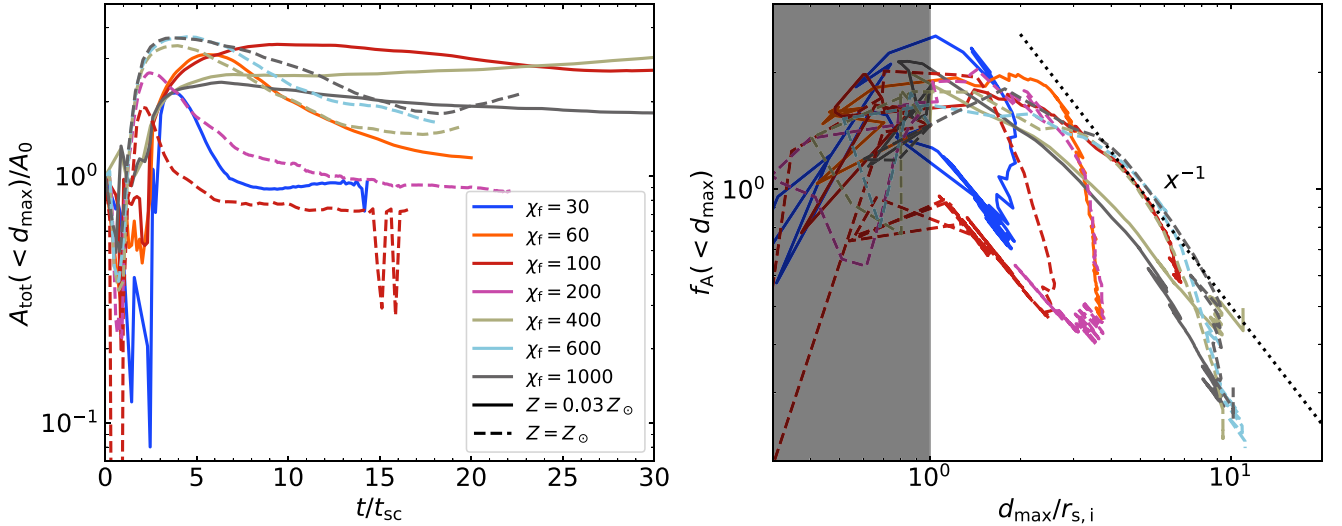 A_tot(< d_max)/A_0
10^0
10^-1
0
5
10
15
20
25
30
t/t_sc
χ_f = 30
χ_f = 60
χ_f = 100
χ_f = 200
χ_f = 400
χ_f = 600
χ_f = 1000
Z = 0.03 Z_⊙
Z = Z_⊙
f_A(< d_max)
10^0
x^-1
10^0
10^1
d_max/r_s,i